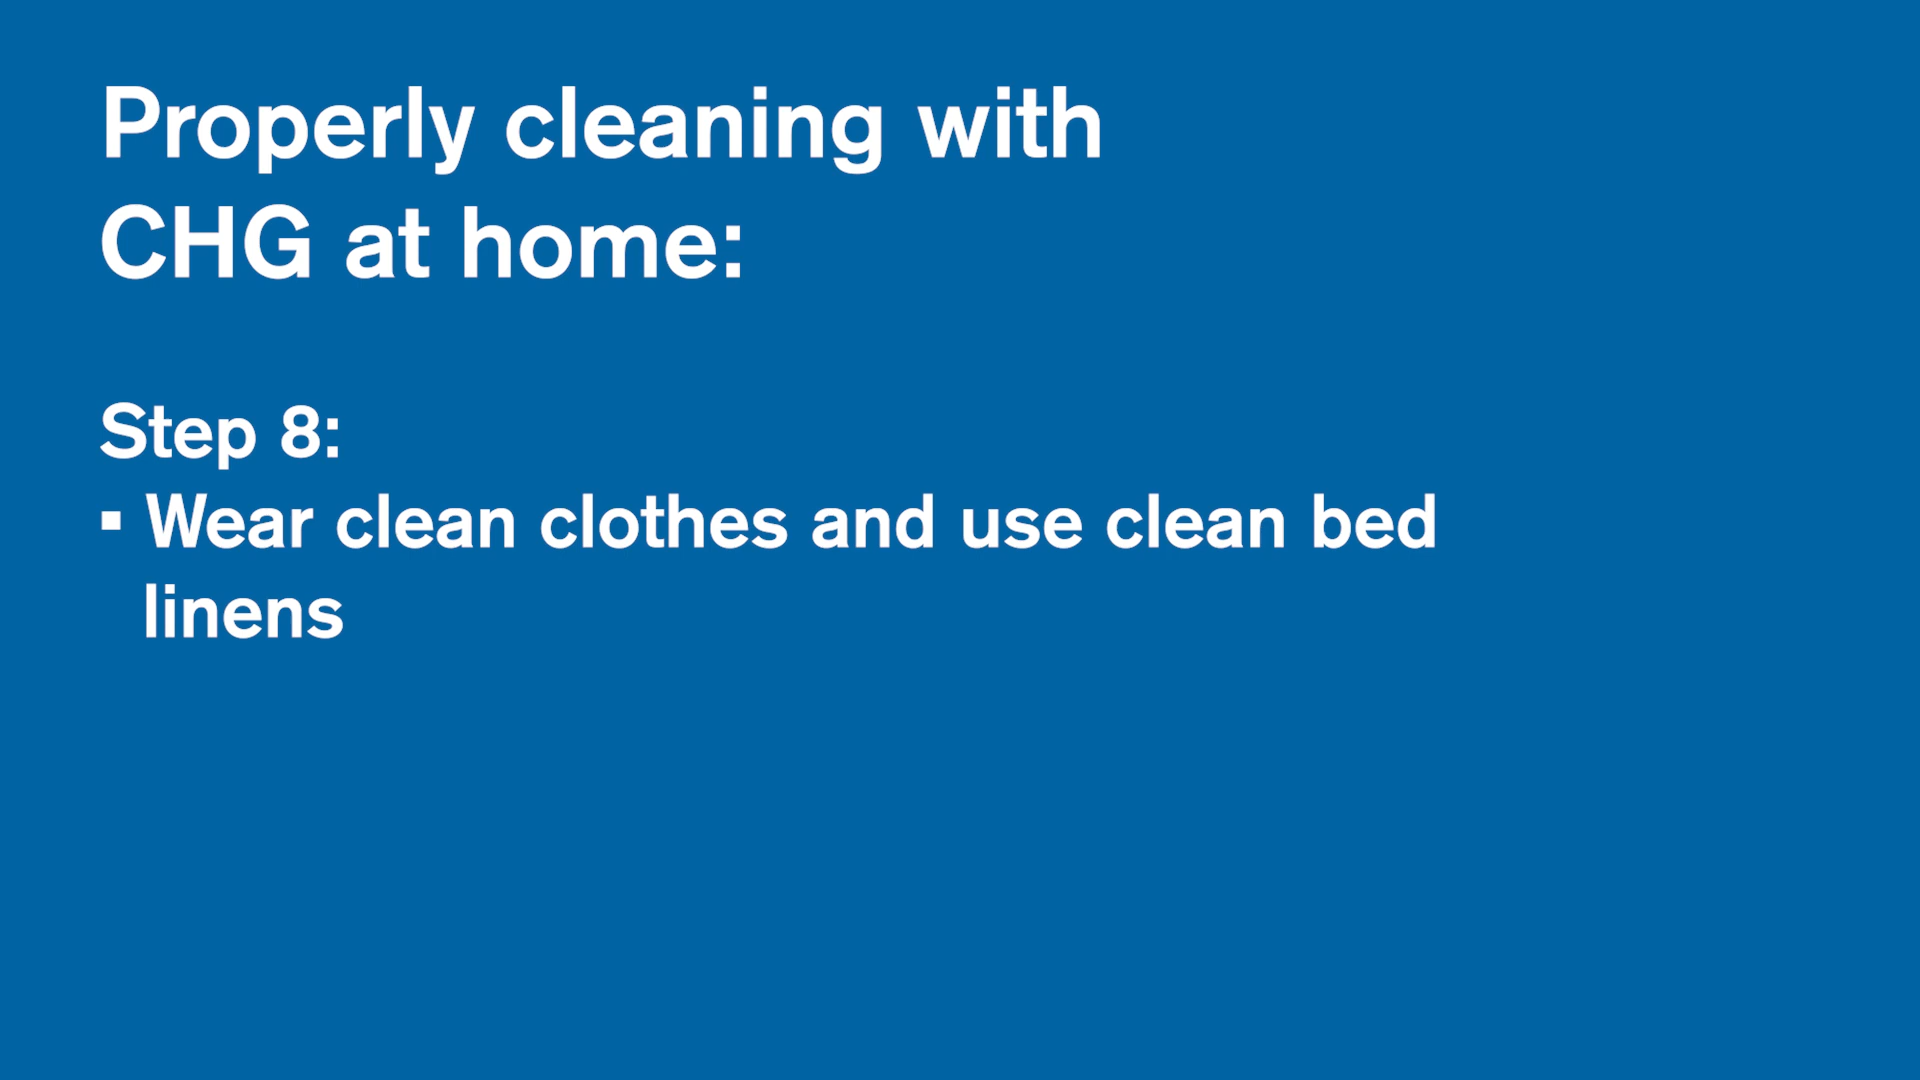 Properly cleaning with
CHG at home:
Step 8:
▪ Wear clean clothes and use clean bed
linens